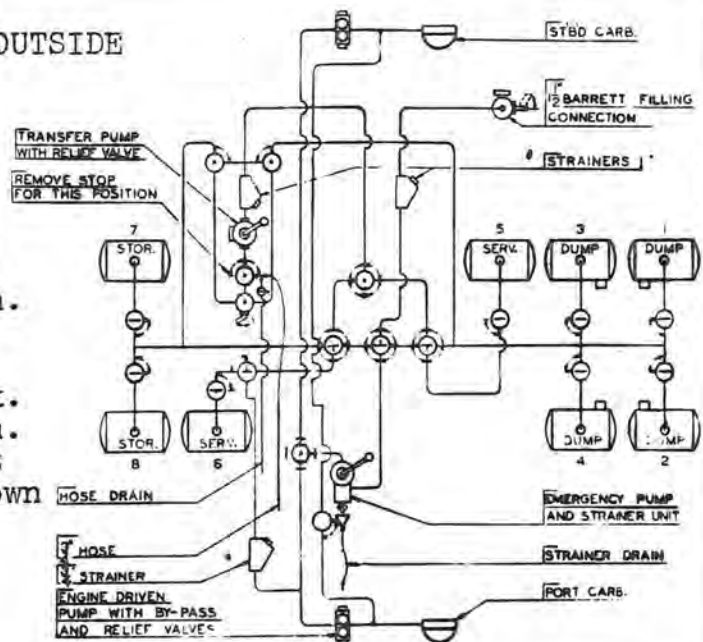 OUTSIDE
STBD CARB.
1 1/2" BARRETT FILLING
CONNECTION
TRANSFER PUMP
WITH RELIEF VALVE
STRAINERS
REMOVE STOP
FOR THIS POSITION
7
5
3
1
STOR.
SERV.
DUMP
DUMP
STOR.
SERV.
DUMP
DUMP
8
6
4
2
own
HOSE DRAIN
EMERGENCY PUMP
AND STRAINER UNIT
HOSE
STRAINER DRAIN
STRAINER
ENGINE DRIVEN
PUMP WITH BY-PASS
AND RELIEF VALVES
PORT CARB.